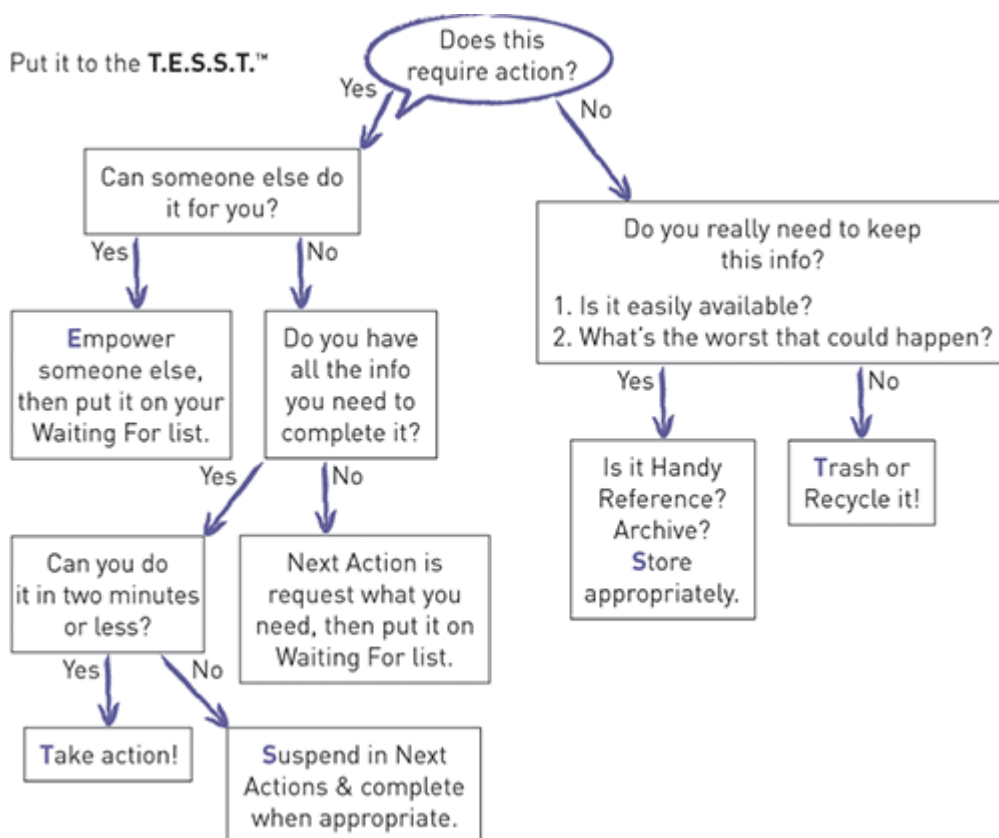 Put it to the T.E.S.S.T.™
Does this
require action?
Yes
No
Can someone else do
it for you?
Yes
No
Do you really need to keep
this info?
1. Is it easily available?
2. What's the worst that could happen?
Empower
someone else,
then put it on your
Waiting For list.
Do you have
all the info
you need to
complete it?
Yes
No
Yes
No
Is it Handy
Reference?
Archive?
Store
appropriately.
Trash or
Recycle it!
Can you do
it in two minutes
or less?
Next Action is
request what you
need, then put it on
Waiting For list.
Yes
No
Take action!
Suspend in Next
Actions & complete
when appropriate.